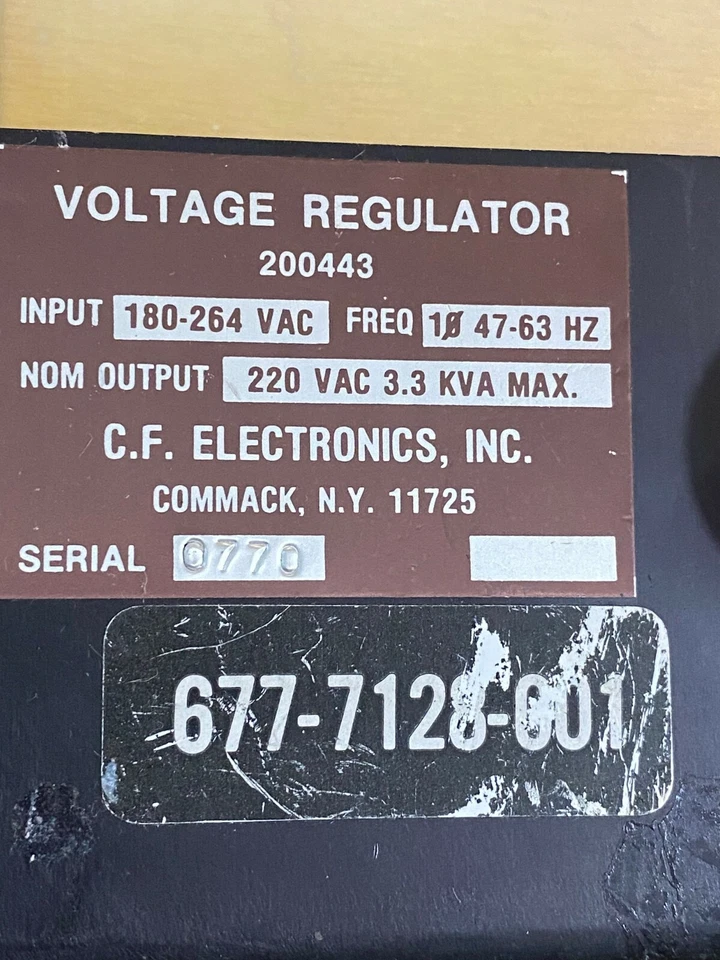 VOLTAGE REGULATOR
200443
INPUT 180-264 VAC FREQ 1Ø 47-63 HZ
NOM OUTPUT 220 VAC 3.3 KVA MAX.
C.F. ELECTRONICS, INC.
COMMACK, N.Y. 11725
SERIAL 0770
677-7128-001